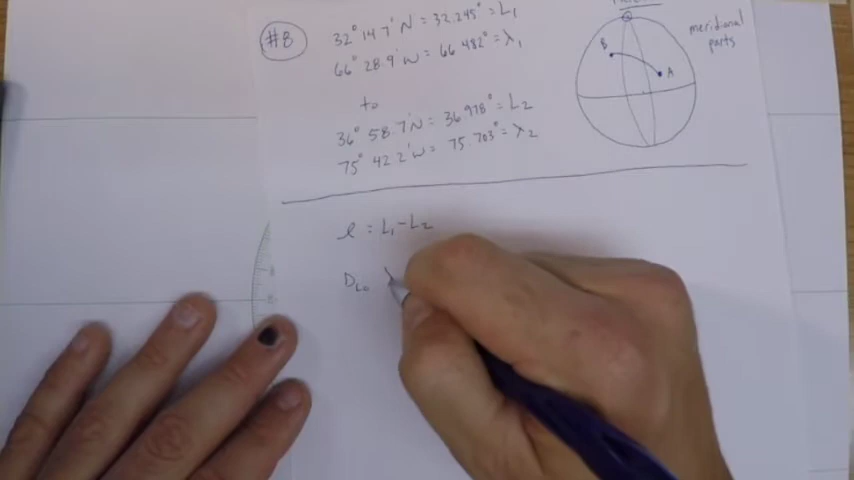 #8
32° 14.7' N = 32.245° = L1
66° 28.9' W = 66.482° = λ1
to
36° 58.7' N = 36.978° = L2
75° 42.2' W = 75.703° = λ2
B
A
meridional
parts
l = L1-L2
DLo λ